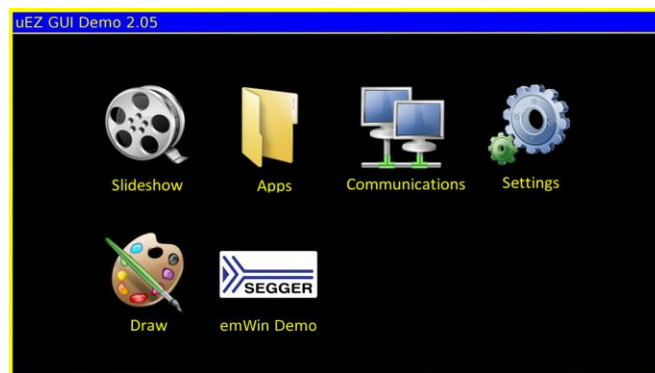 uEZ GUI Demo 2.05
Slideshow
Apps
Communications
Settings
SEGGER
Draw
emWin Demo